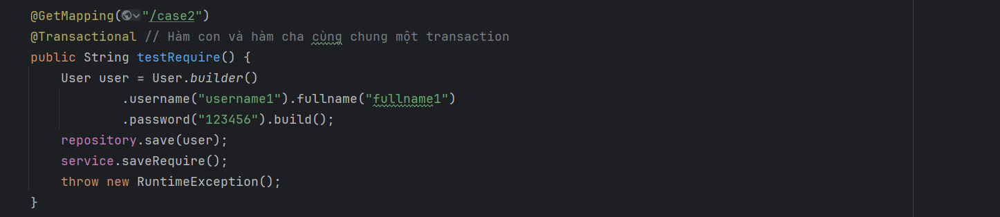 @GetMapping("/case2")
@Transactional // Hàm con và hàm cha cùng chung một transaction
public String testRequire() {
User user = User.builder()
.username("username1").fullname("fullname1")
.password("123456").build();
repository.save(user);
service.saveRequire();
throw new RuntimeException();
}